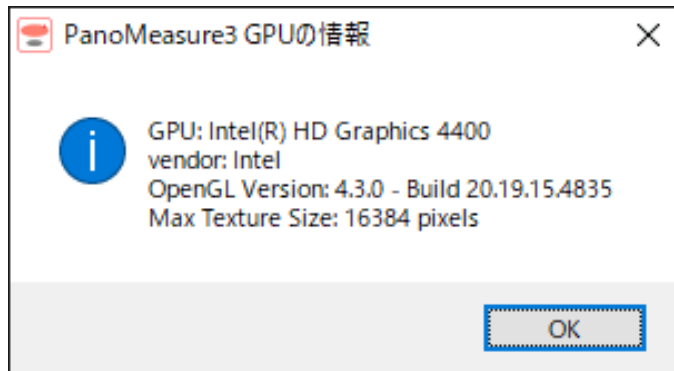 PanoMeasure3 GPUの情報
GPU: Intel(R) HD Graphics 4400
vendor: Intel
OpenGL Version: 4.3.0 - Build 20.19.15.4835
Max Texture Size: 16384 pixels
OK